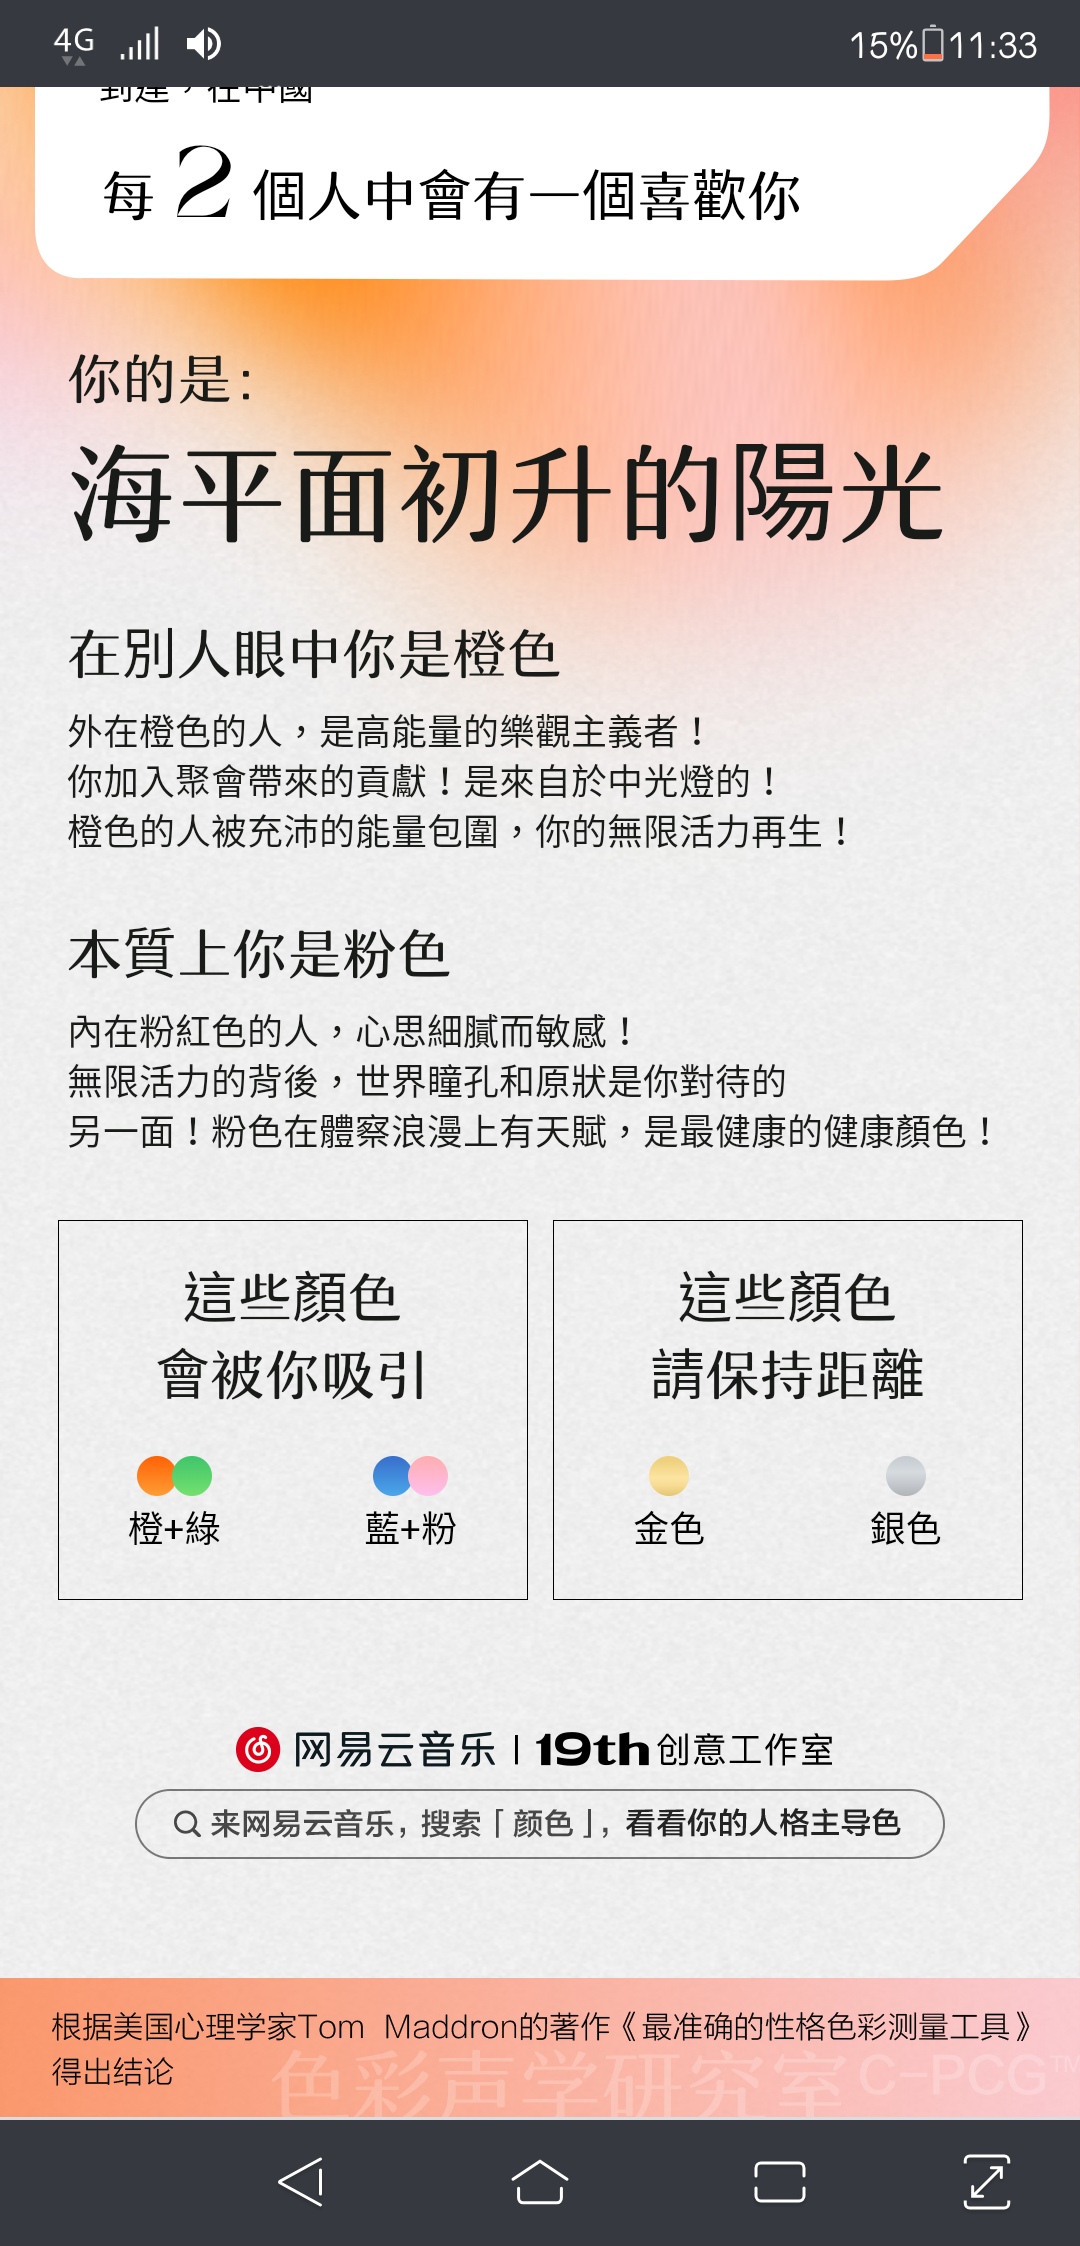 4G
15% 11:33
到達，在中國
每 2 個人中會有一個喜歡你
你的是：
海平面初升的陽光
在別人眼中你是橙色
外在橙色的人，是高能量的樂觀主義者！
你加入聚會帶來的貢獻！是來自於中光燈的！
橙色的人被充沛的能量包圍，你的無限活力再生！
本質上你是粉色
內在粉紅色的人，心思細膩而敏感！
無限活力的背後，世界瞳孔和原狀是你對待的
另一面！粉色在體察浪漫上有天賦，是最健康的健康顏色！
這些顏色
會被你吸引
橙+綠 藍+粉
這些顏色
請保持距離
金色 銀色
网易云音乐 | 19th创意工作室
来网易云音乐，搜索「颜色」，看看你的人格主导色
根据美国心理学家Tom Maddron的著作《最准确的性格色彩测量工具》
得出结论
色彩声学研究室C-PCG™